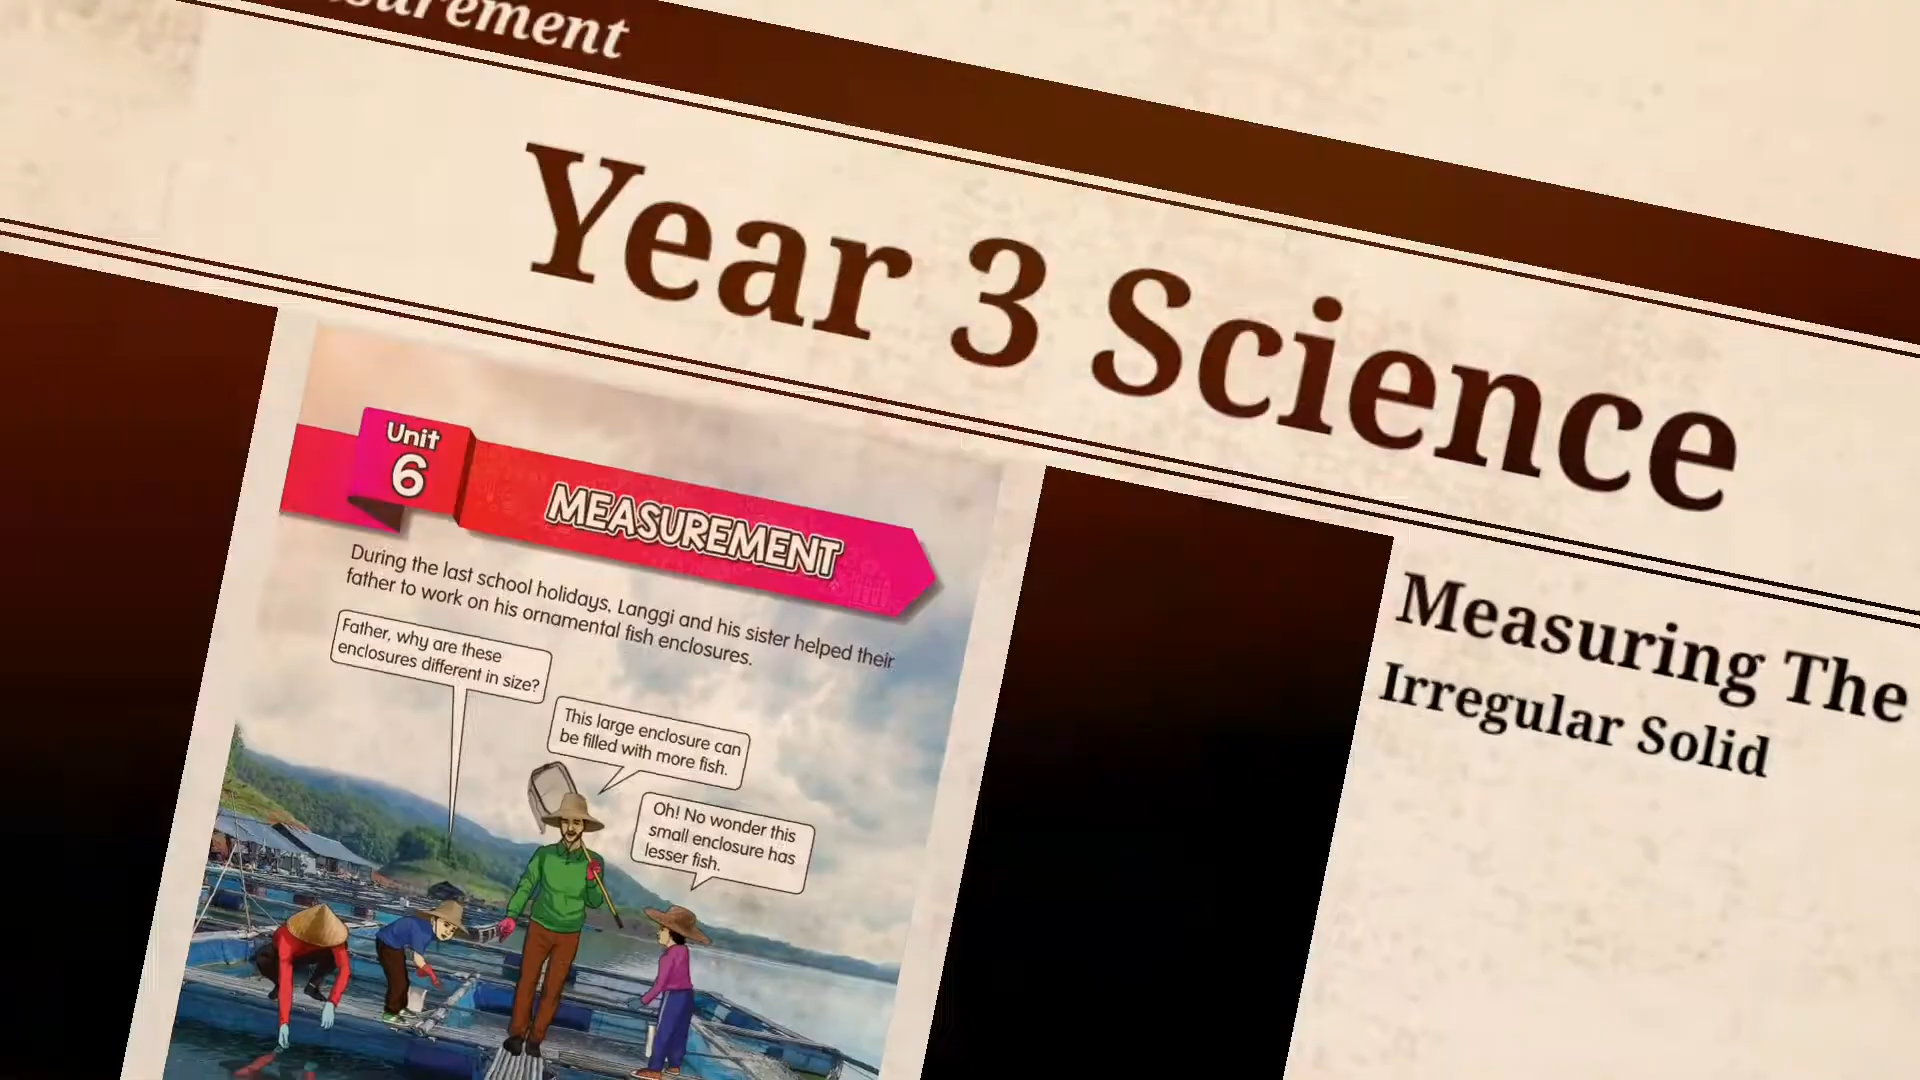 Year 3 Science
Unit
6
MEASUREMENT
During the last school holidays, Langgi and his sister helped their
father to work on his ornamental fish enclosures.
Father, why are these
enclosures different in size?
This large enclosure can
be filled with more fish.
Oh! No wonder this
small enclosure has
lesser fish.
Measuring The
Irregular Solid